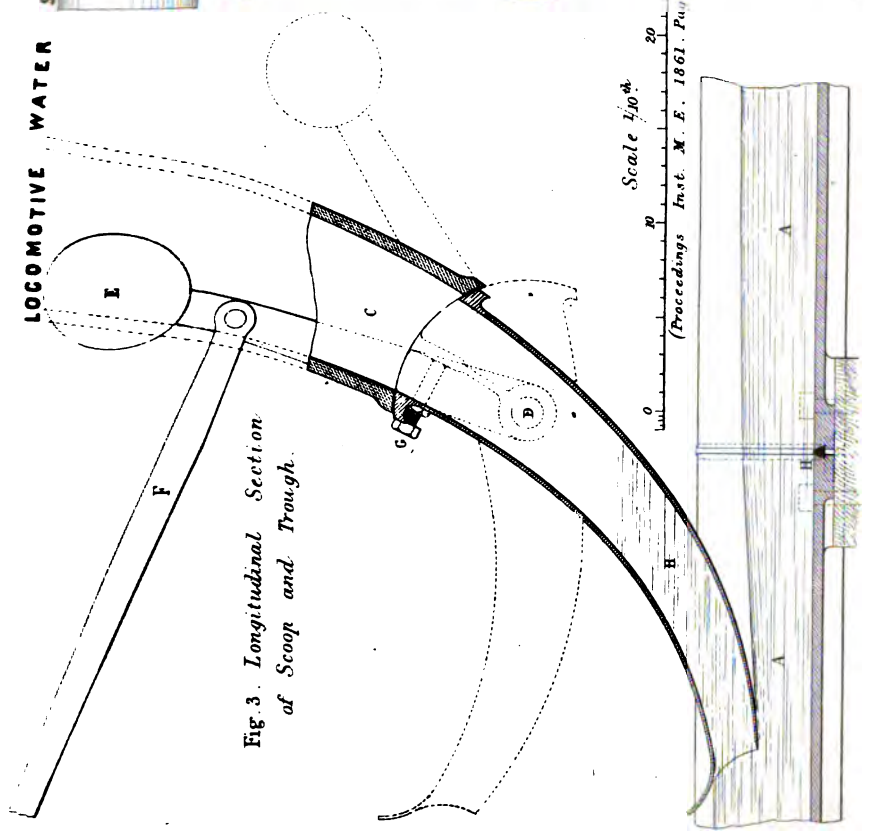 LOCOMOTIVE WATER
E
F
C
D
G
Fig. 3. Longitudinal Section
of Scoop and Trough.
Scale 1/10th
0 10 20
(Proceedings Inst. M. E. 1861.
H
A
A
H